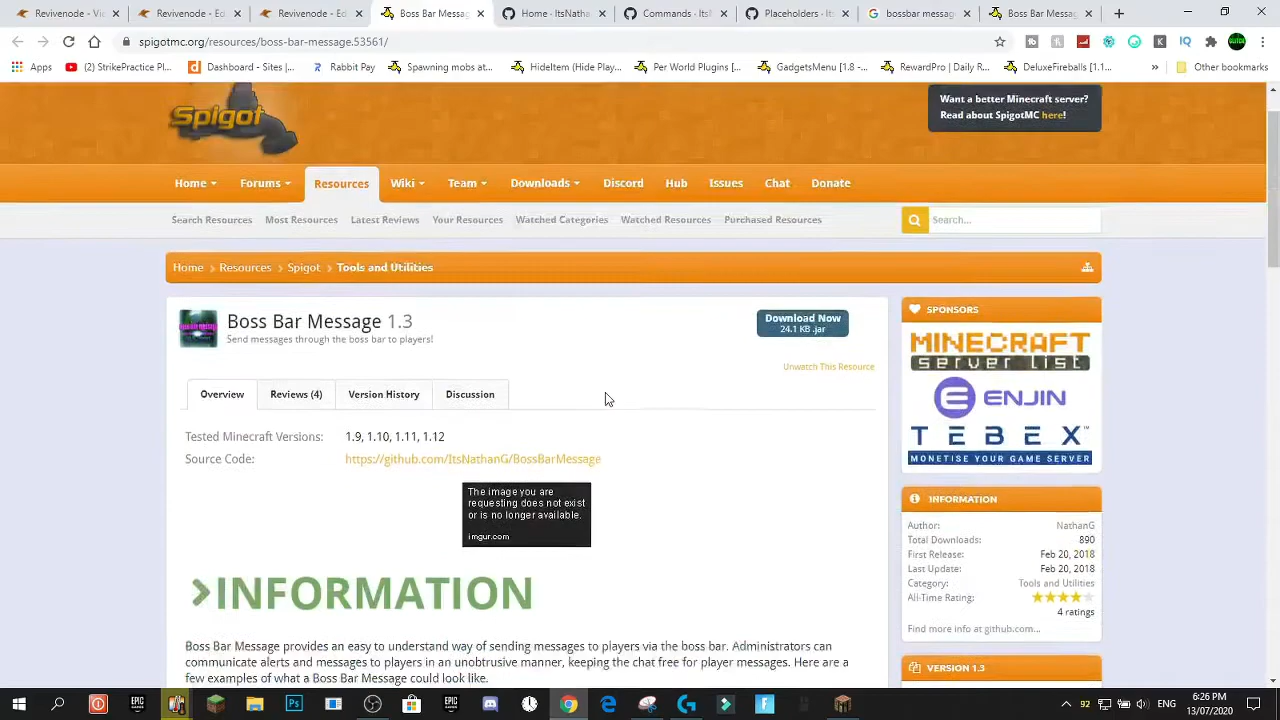 Revenode - Vi
Revenode - Ed
Revenode - Ed
Boss Bar Messag
Home · ItsNath
Commands · Its
Placeholders · Its
bossbar messag
Boss Bar Messag
spigotmc.org/resources/boss-bar-message.53561/
Apps
(2) StrikePractice Pl...
Dashboard - Sites |...
Rabbit Pay
Spawning mobs at...
HideItem (Hide Play...
Per World Plugins [...
GadgetsMenu [1.8 -...
RewardPro | Daily R...
DeluxeFireballs [1.1...
»
Other bookmarks
Spigot
Want a better Minecraft server?
Read about SpigotMC here!
Home
Forums
Resources
Wiki
Team
Downloads
Discord
Hub
Issues
Chat
Donate
Search Resources
Most Resources
Latest Reviews
Your Resources
Watched Categories
Watched Resources
Purchased Resources
Search...
Home
Resources
Spigot
Tools and Utilities
Boss Bar Message 1.3
Send messages through the boss bar to players!
Download Now
24.1 KB .jar
Unwatch This Resource
Overview
Reviews (4)
Version History
Discussion
Tested Minecraft Versions: 1.9, 1.10, 1.11, 1.12
Source Code: https://github.com/ItsNathanG/BossBarMessage
The image you are
requesting does not exist
or is no longer available.
imgur.com
INFORMATION
Boss Bar Message provides an easy to understand way of sending messages to players via the boss bar. Administrators can
communicate alerts and messages to players in an unobtrusive manner, keeping the chat free for player messages. Here are a
few examples of what a Boss Bar Message could look like.
SPONSORS
MINECRAFT
server list
ENJIN
TEBEX™
MONETISE YOUR GAME SERVER
INFORMATION
Author: NathanG
Total Downloads: 890
First Release: Feb 20, 2018
Last Update: Feb 20, 2018
Category: Tools and Utilities
All-Time Rating:
4 ratings
Find more info at github.com...
VERSION 1.3
92
ENG
6:26 PM
13/07/2020